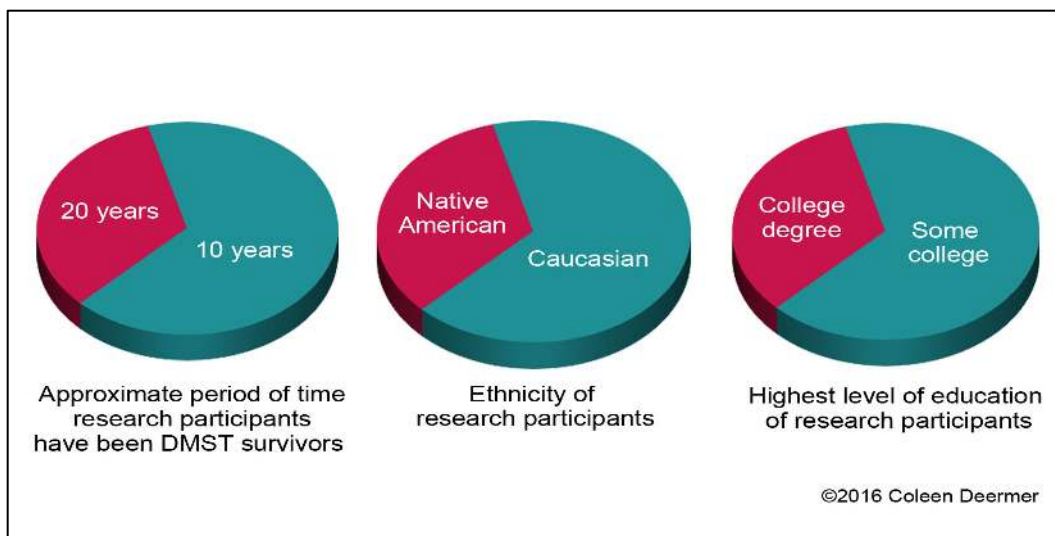 20 years
10 years
Approximate period of time
research participants
have been DMST survivors
Native
American
Caucasian
Ethnicity of
research participants
College
degree
Some
college
Highest level of education
of research participants
©2016 Coleen Deermer